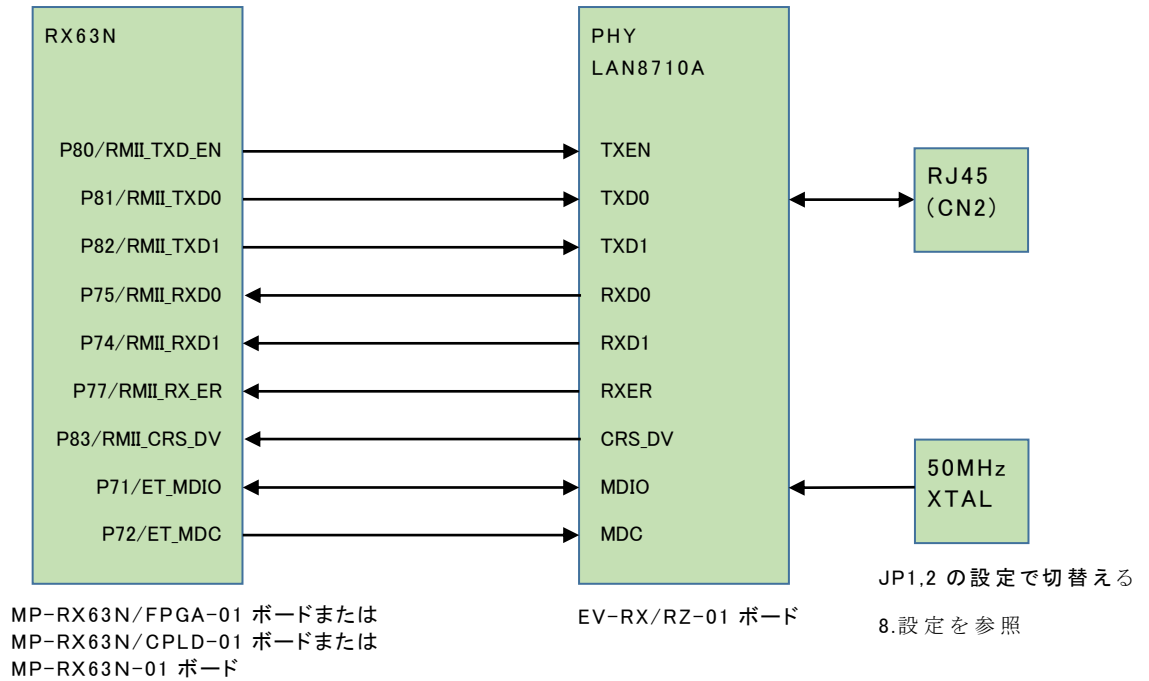 RX63N
P80/RMII_TXD_EN
P81/RMII_TXD0
P82/RMII_TXD1
P75/RMII_RXD0
P74/RMII_RXD1
P77/RMII_RX_ER
P83/RMII_CRS_DV
P71/ET_MDIO
P72/ET_MDC
MP-RX63N/FPGA-01 ボードまたは
MP-RX63N/CPLD-01 ボードまたは
MP-RX63N-01 ボード
PHY
LAN8710A
TXEN
TXD0
TXD1
RXD0
RXD1
RXER
CRS_DV
MDIO
MDC
EV-RX/RZ-01 ボード
RJ45
(CN2)
50MHz
XTAL
JP1,2 の設定で切替える
8.設定を参照